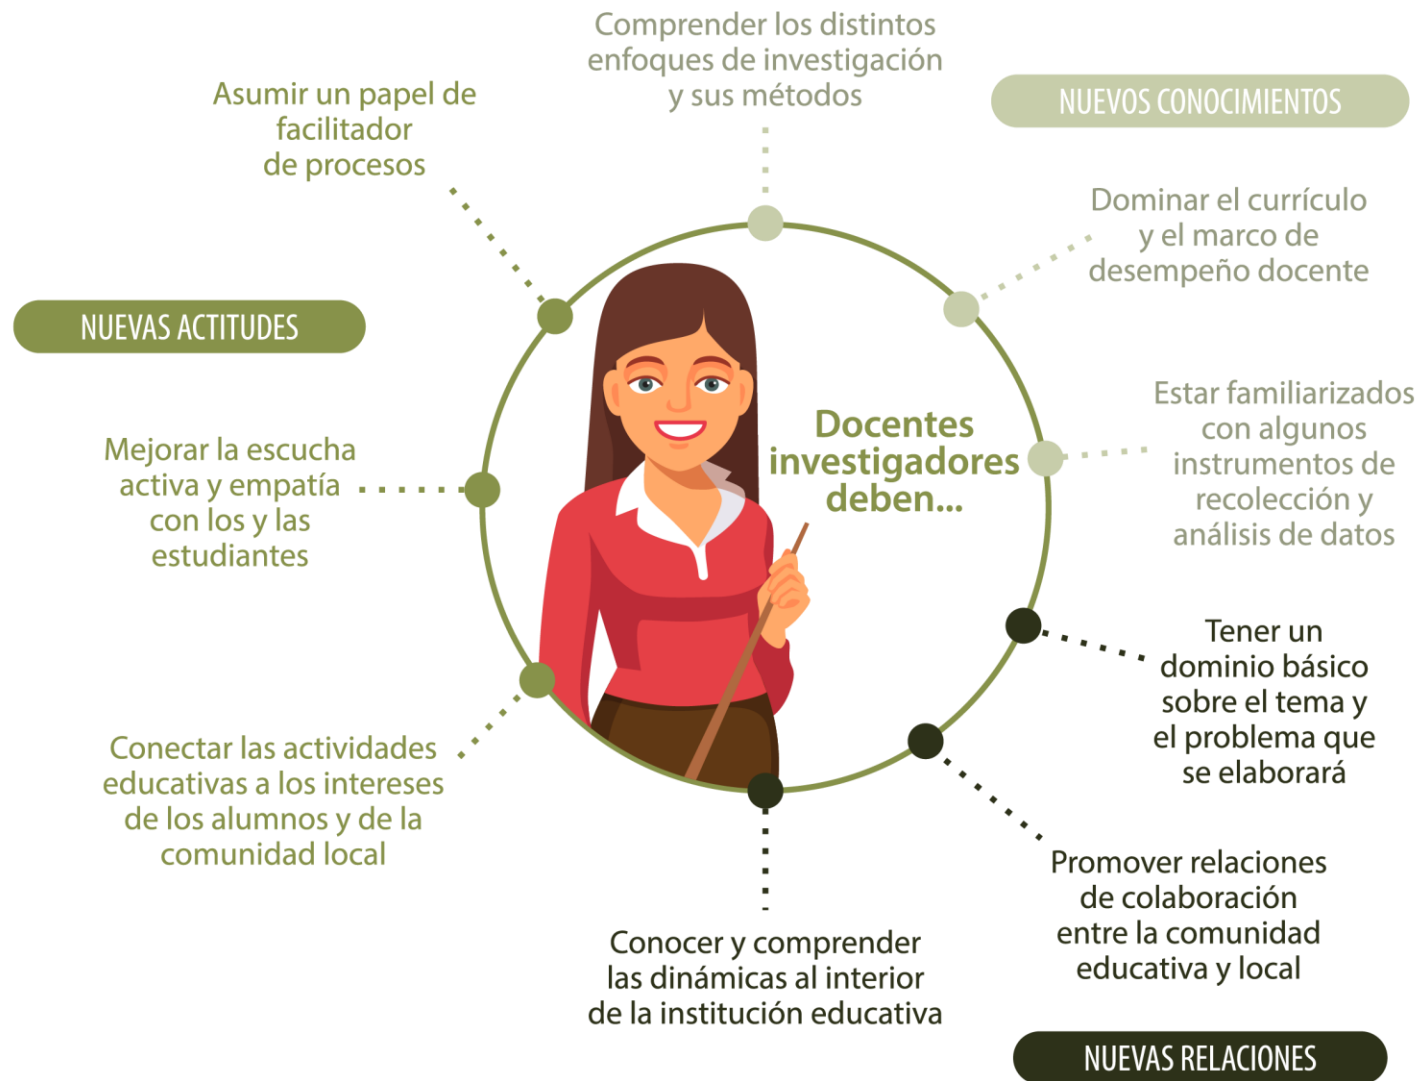 Comprender los distintos
enfoques de investigación
y sus métodos
NUEVOS CONOCIMIENTOS
Dominar el currículo
y el marco de
desempeño docente
Estar familiarizados
con algunos
instrumentos de
recolección y
análisis de datos
Tener un
dominio básico
sobre el tema y
el problema que
se elaborará
Promover relaciones
de colaboración
entre la comunidad
educativa y local
NUEVAS RELACIONES
Conocer y comprender
las dinámicas al interior
de la institución educativa
Conectar las actividades
educativas a los intereses
de los alumnos y de la
comunidad local
Mejorar la escucha
activa y empatía
con los y las
estudiantes
NUEVAS ACTITUDES
Asumir un papel de
facilitador
de procesos
Docentes
investigadores
deben...